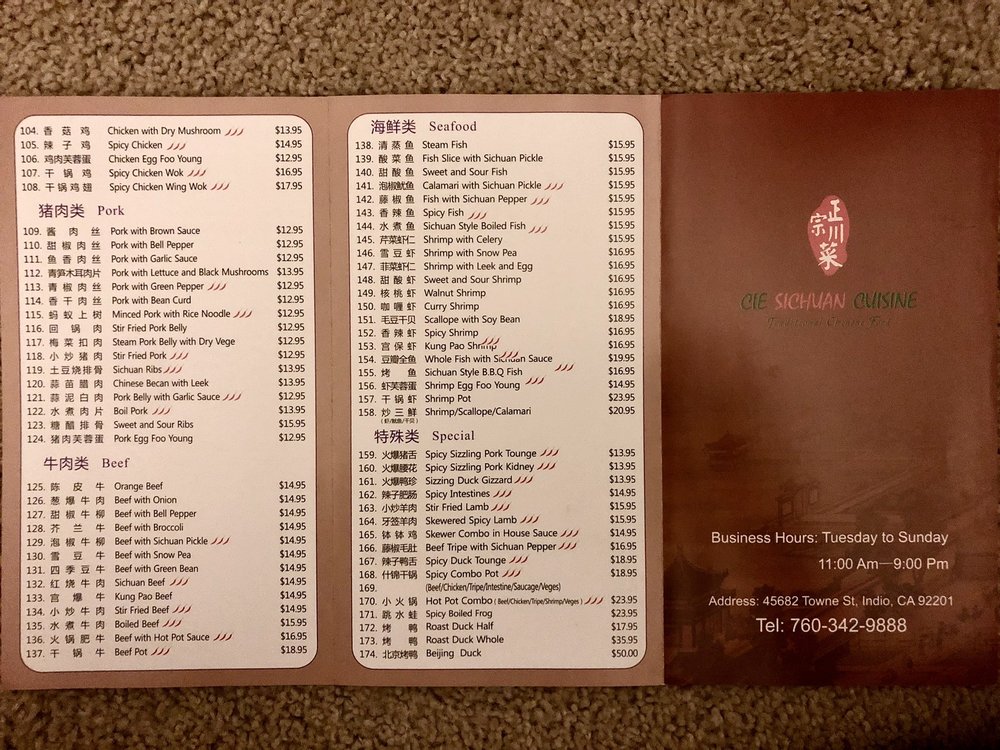 104. 香菇鸡 Chicken with Dry Mushroom $13.95
105. 辣子鸡 Spicy Chicken $14.95
106. 鸡肉芙蓉蛋 Chicken Egg Foo Young $12.95
107. 干锅鸡 Spicy Chicken Wok $16.95
108. 干锅鸡翅 Spicy Chicken Wing Wok $17.95
猪肉类 Pork
109. 酱肉丝 Pork with Brown Sauce $12.95
110. 甜椒肉丝 Pork with Bell Pepper $12.95
111. 鱼香肉丝 Pork with Garlic Sauce $12.95
112. 青笋木耳肉片 Pork with Lettuce and Black Mushrooms $13.95
113. 青椒肉丝 Pork with Green Pepper $12.95
114. 香干肉丝 Pork with Bean Curd $12.95
115. 蚂蚁上树 Minced Pork with Rice Noodle $12.95
116. 回锅肉 Stir Fried Pork Belly $12.95
117. 梅菜扣肉 Steam Pork Belly with Dry Vege $12.95
118. 小炒猪肉 Stir Fried Pork $12.95
119. 土豆烧排骨 Sichuan Ribs $13.95
120. 蒜苗腊肉 Chinese Becan with Leek $12.95
121. 蒜泥白肉 Pork Belly with Garlic Sauce $12.95
122. 水煮肉片 Boil Pork $13.95
123. 糖醋排骨 Sweet and Sour Ribs $15.95
124. 猪肉芙蓉蛋 Pork Egg Foo Young $12.95
牛肉类 Beef
125. 陈皮牛 Orange Beef $14.95
126. 葱爆牛肉 Beef with Onion $14.95
127. 甜椒牛柳 Beef with Bell Pepper $14.95
128. 芥兰牛 Beef with Broccoli $14.95
129. 泡椒牛柳 Beef with Sichuan Pickle $14.95
130. 雪豆牛 Beef with Snow Pea $14.95
131. 四季豆牛 Beef with Green Bean $14.95
132. 红烧牛肉 Sichuan Beef $14.95
133. 宫爆牛 Kung Pao Beef $14.95
134. 小炒牛肉 Stir Fried Beef $14.95
135. 水煮牛肉 Boiled Beef $15.95
136. 火锅肥牛 Beef with Hot Pot Sauce $16.95
137. 干锅牛 Beef Pot $18.95
海鲜类 Seafood
138. 清蒸鱼 Steam Fish $15.95
139. 酸菜鱼 Fish Slice with Sichuan Pickle $15.95
140. 甜酸鱼 Sweet and Sour Fish $15.95
141. 泡椒鱿鱼 Calamari with Sichuan Pickle $15.95
142. 藤椒鱼 Fish with Sichuan Pepper $15.95
143. 香辣鱼 Spicy Fish $15.95
144. 水煮鱼 Sichuan Style Boiled Fish $15.95
145. 芹菜虾仁 Shrimp with Celery $15.95
146. 雪豆虾 Shrimp with Snow Pea $16.95
147. 韭菜虾仁 Shrimp with Leek and Egg $16.95
148. 甜酸虾 Sweet and Sour Shrimp $16.95
149. 核桃虾 Walnut Shrimp $16.95
150. 咖喱虾 Curry Shrimp $16.95
151. 毛豆干贝 Scallope with Soy Bean $18.95
152. 香辣虾 Spicy Shrimp $16.95
153. 宫保虾 Kung Pao Shrimp $16.95
154. 豆瓣全鱼 Whole Fish with Sichuan Sauce $19.95
155. 烤鱼 Sichuan Style B.B.Q Fish $16.95
156. 虾芙蓉蛋 Shrimp Egg Foo Young $14.95
157. 干锅虾 Shrimp Pot $23.95
158. 炒三鲜 Shrimp/Scallope/Calamari $20.95
(虾/鱿鱼/干贝)
特殊类 Special
159. 火爆猪舌 Spicy Sizzling Pork Tounge $13.95
160. 火爆腰花 Spicy Sizzling Pork Kidney $13.95
161. 火爆鸭珍 Sizzing Duck Gizzard $13.95
162. 辣子肥肠 Spicy Intestines $14.95
163. 小炒羊肉 Stir Fried Lamb $15.95
164. 牙签羊肉 Skewered Spicy Lamb $15.95
165. 钵钵鸡 Skewer Combo in House Sauce $14.95
166. 藤椒毛肚 Beef Tripe with Sichuan Pepper $16.95
167. 辣子鸭舌 Spicy Duck Tounge $18.95
168. 什锦干锅 Spicy Combo Pot $18.95
169. (Beef/Chicken/Tripe/Intestine/Saucage/Veges)
170. 小火锅 Hot Pot Combo (Beef/Chicken/Tripe/Shrimp/Veges) $23.95
171. 跳水蛙 Spicy Boiled Frog $23.95
172. 烤鸭 Roast Duck Half $17.95
173. 烤鸭 Roast Duck Whole $35.95
174. 北京烤鸭 Beijing Duck $50.00
正宗川菜
CIE SICHUAN CUISINE
Traditional Chinese Food
Business Hours: Tuesday to Sunday
11:00 Am—9:00 Pm
Address: 45682 Towne St, Indio, CA 92201
Tel: 760-342-9888